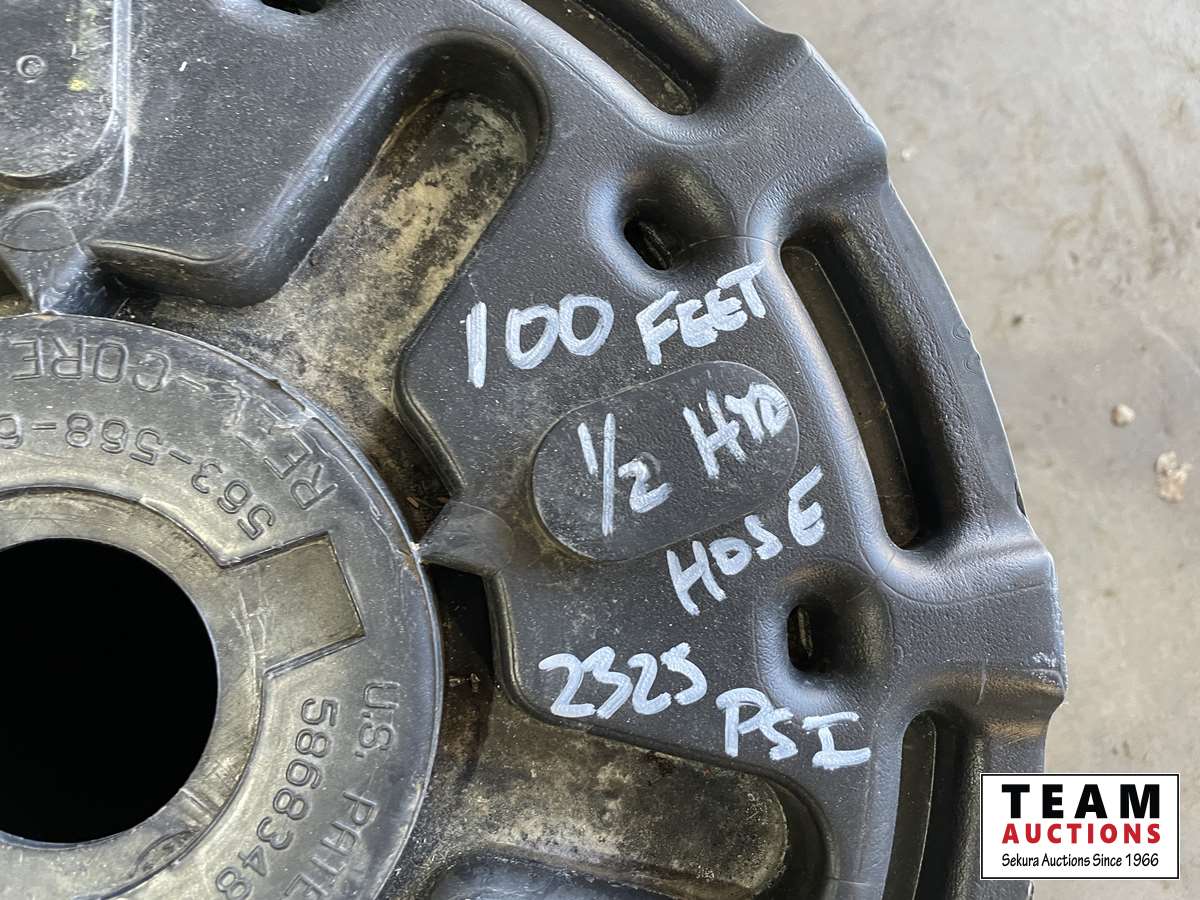 100 FEET
1/2 HYD
HOSE
2325 PSI
©
REEL-CORE
563-568-6
U.S. PATE
5868348
TEAM
AUCTIONS
Sekura Auctions Since 1966